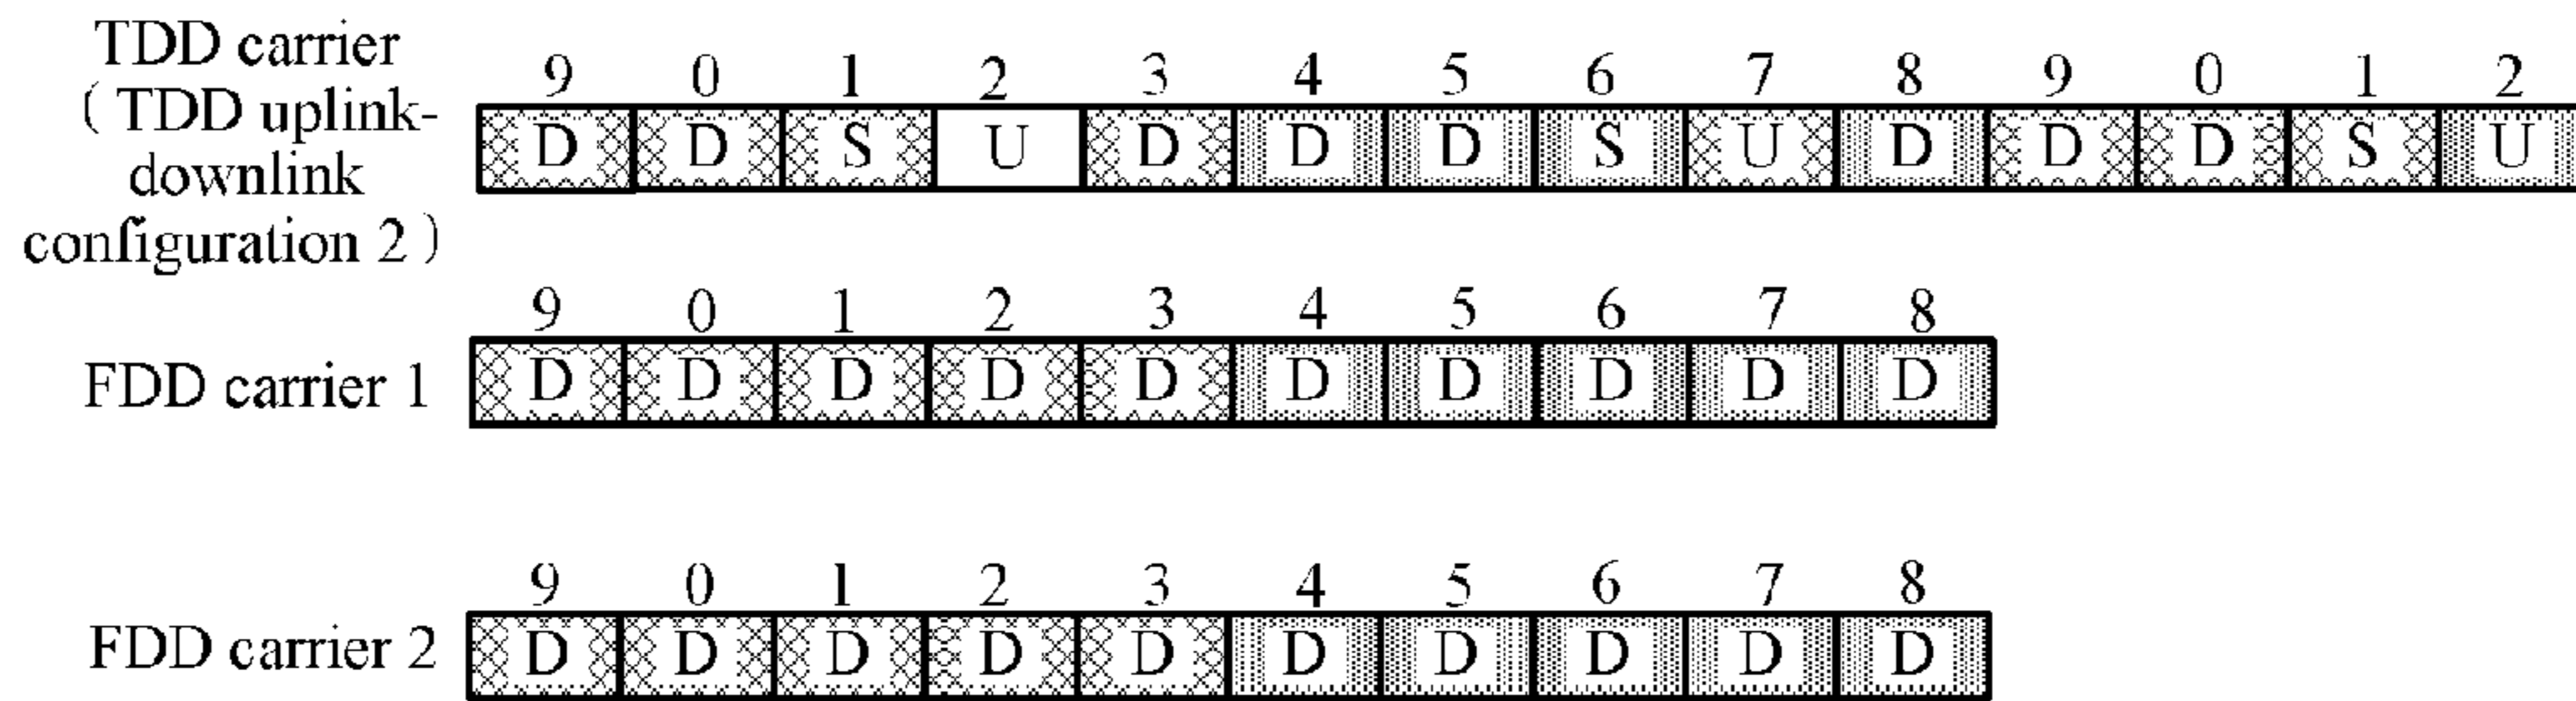 TDD carrier
( TDD uplink-
downlink
configuration 2 )
9 0 1 2 3 4 5 6 7 8 9 0 1 2
D D S U D D D S U D D D S U
9 0 1 2 3 4 5 6 7 8
FDD carrier 1
D D D D D D D D D D
9 0 1 2 3 4 5 6 7 8
FDD carrier 2
D D D D D D D D D D